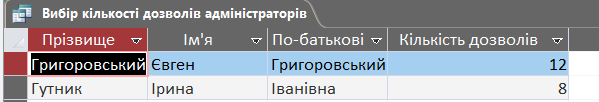 Вибір кількості дозволів адміністраторів
Прізвище Ім'я По-батькові Кількість дозволів
Григоровський Євген Григоровський 12
Гутник Ірина Іванівна 8